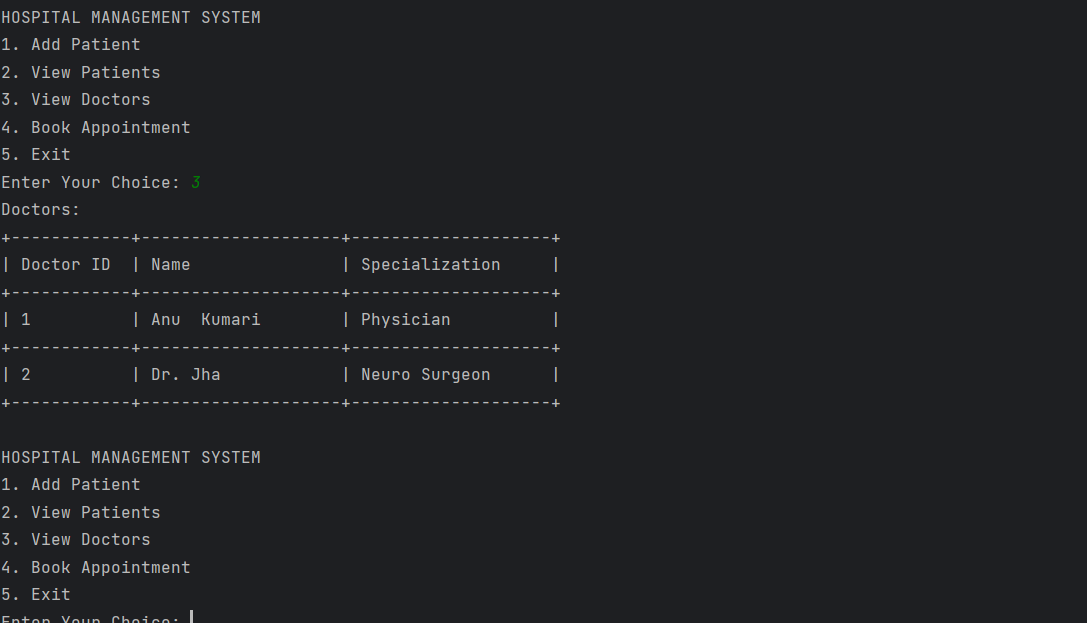 HOSPITAL MANAGEMENT SYSTEM
1. Add Patient
2. View Patients
3. View Doctors
4. Book Appointment
5. Exit
Enter Your Choice: 3
Doctors:
+------------+--------------------+--------------------+
| Doctor ID  | Name               | Specialization     |
+------------+--------------------+--------------------+
| 1          | Anu  Kumari        | Physician          |
+------------+--------------------+--------------------+
| 2          | Dr. Jha            | Neuro Surgeon      |
+------------+--------------------+--------------------+

HOSPITAL MANAGEMENT SYSTEM
1. Add Patient
2. View Patients
3. View Doctors
4. Book Appointment
5. Exit
Enter Your Choice: